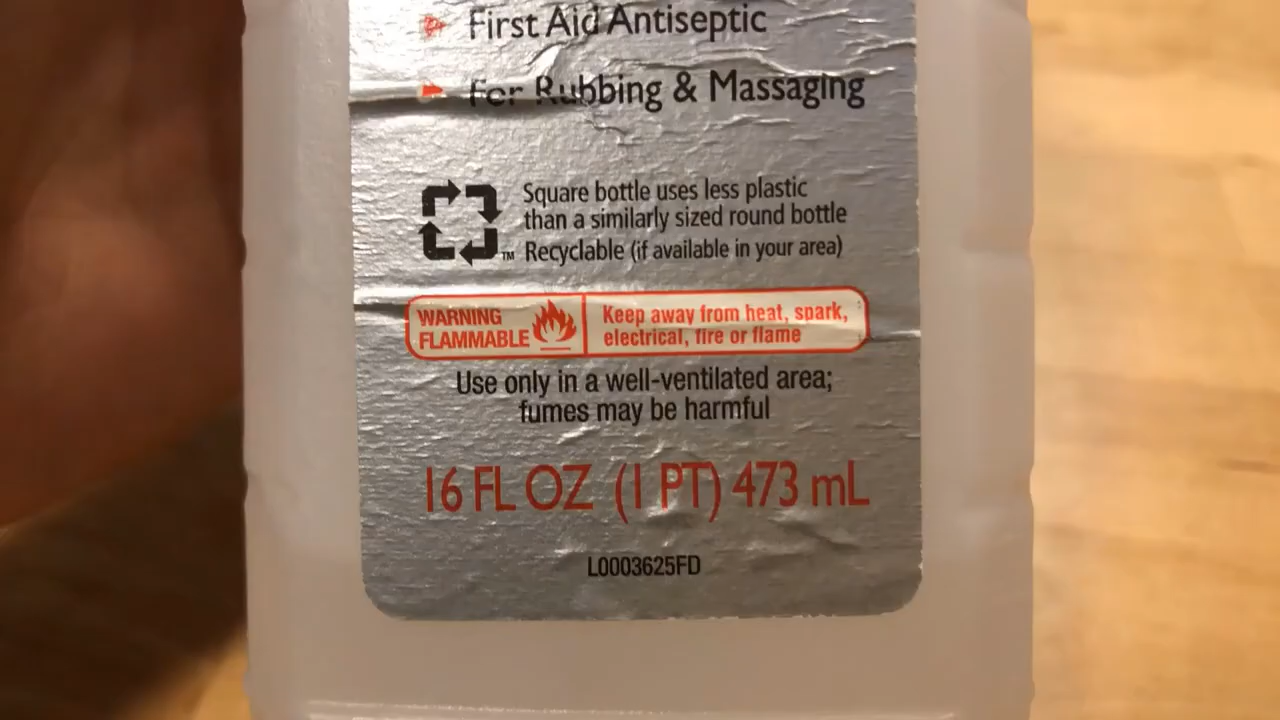 First Aid Antiseptic
For Rubbing & Massaging
Square bottle uses less plastic
than a similarly sized round bottle
TM Recyclable (if available in your area)
WARNING
FLAMMABLE
Keep away from heat, spark,
electrical, fire or flame
Use only in a well-ventilated area;
fumes may be harmful
16 FL OZ (1 PT) 473 mL
L0003625FD